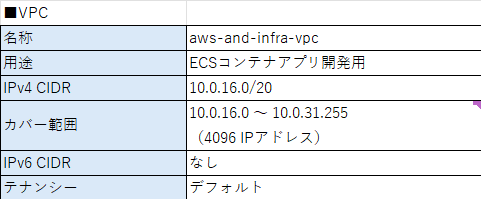 ■VPC
名称 aws-and-infra-vpc
用途 ECSコンテナアプリ開発用
IPv4 CIDR 10.0.16.0/20
カバー範囲 10.0.16.0 ～ 10.0.31.255
（4096 IPアドレス）
IPv6 CIDR なし
テナンシー デフォルト